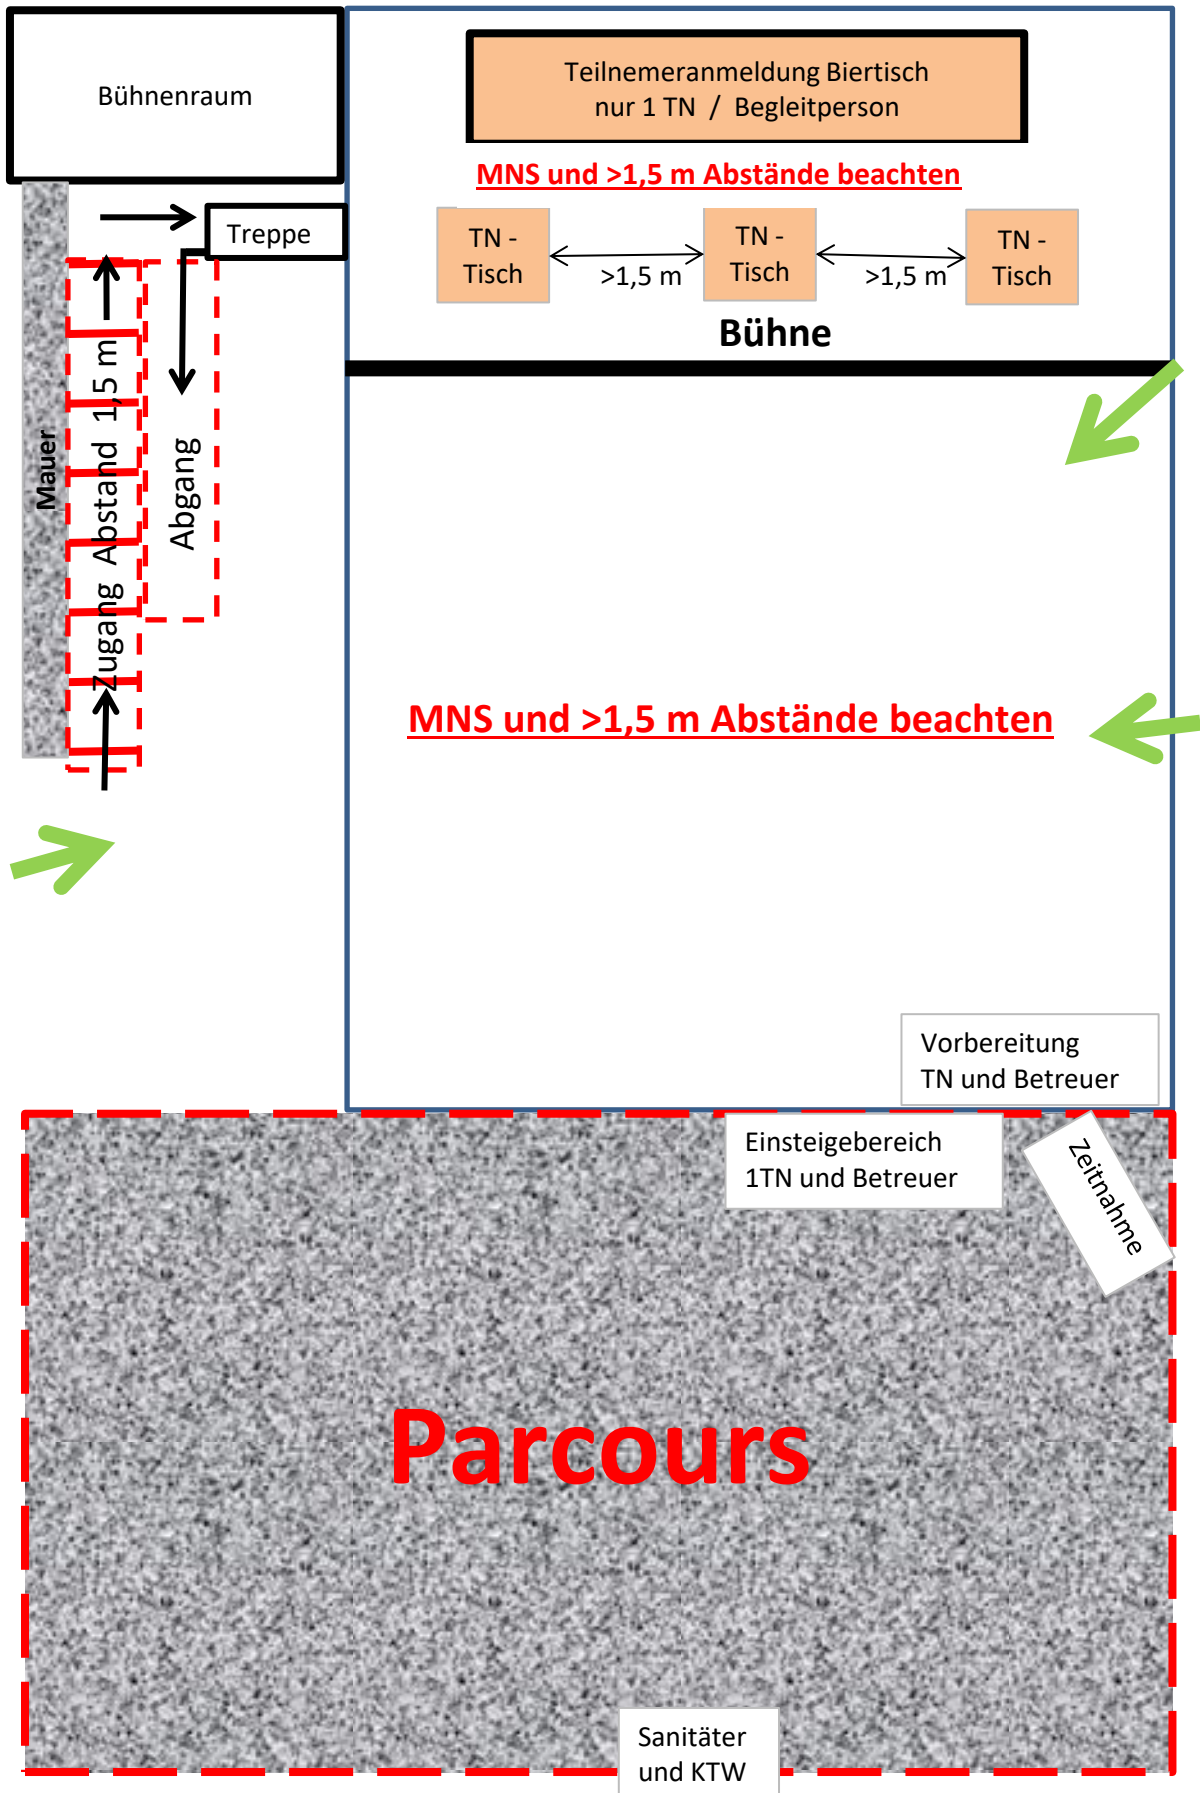 Bühnenraum
Teilnemeranmeldung Biertisch
nur 1 TN / Begleitperson
MNS und >1,5 m Abstände beachten
Treppe
TN -
Tisch
>1,5 m
TN -
Tisch
>1,5 m
TN -
Tisch
Bühne
Mauer
Zugang Abstand 1,5 m
Abgang
MNS und >1,5 m Abstände beachten
Vorbereitung
TN und Betreuer
Einsteigebereich
1TN und Betreuer
Zeitnahme
Parcours
Sanitäter
und KTW